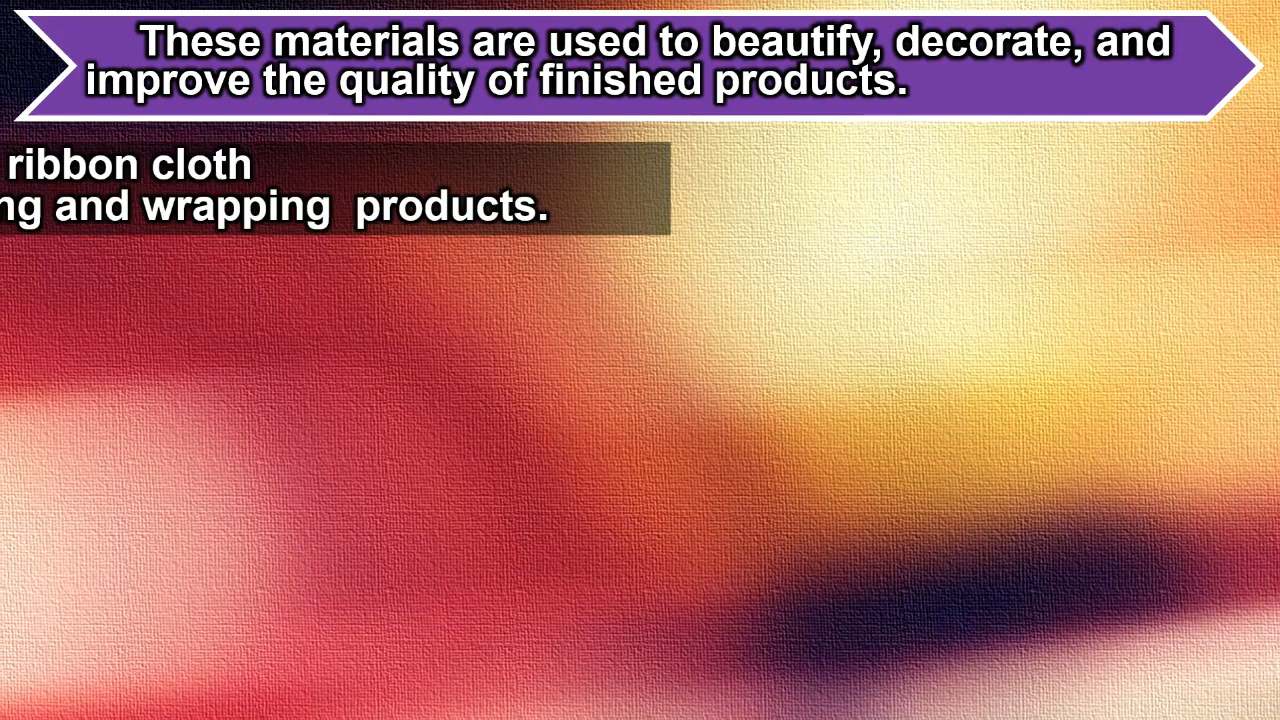 These materials are used to beautify, decorate, and
improve the quality of finished products.
ribbon cloth
and wrapping products.